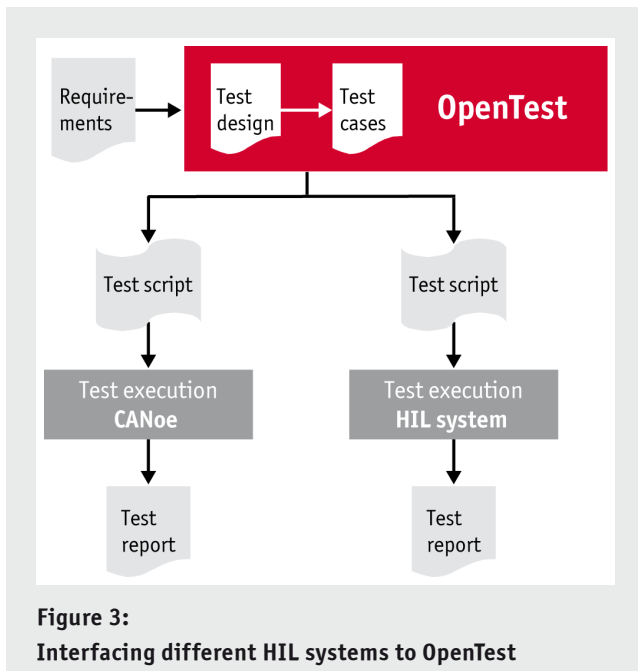 Require-
ments
Test
design
Test
cases
OpenTest
Test script
Test script
Test execution
CANoe
Test execution
HIL system
Test
report
Test
report
Figure 3:
Interfacing different HIL systems to OpenTest